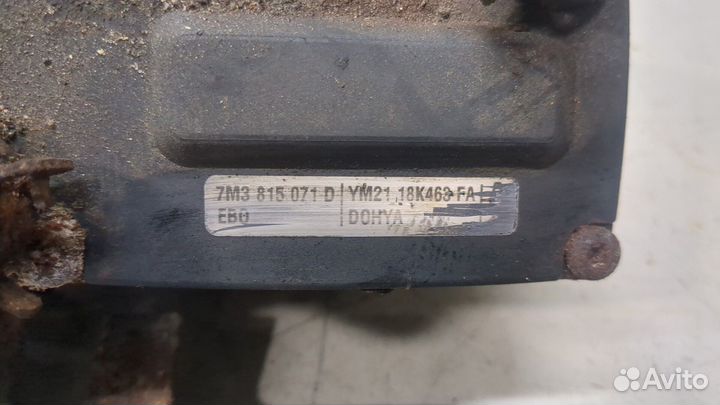 7M3 815 071 D YM21 18K463 FA
EBO DOHYA
Avito